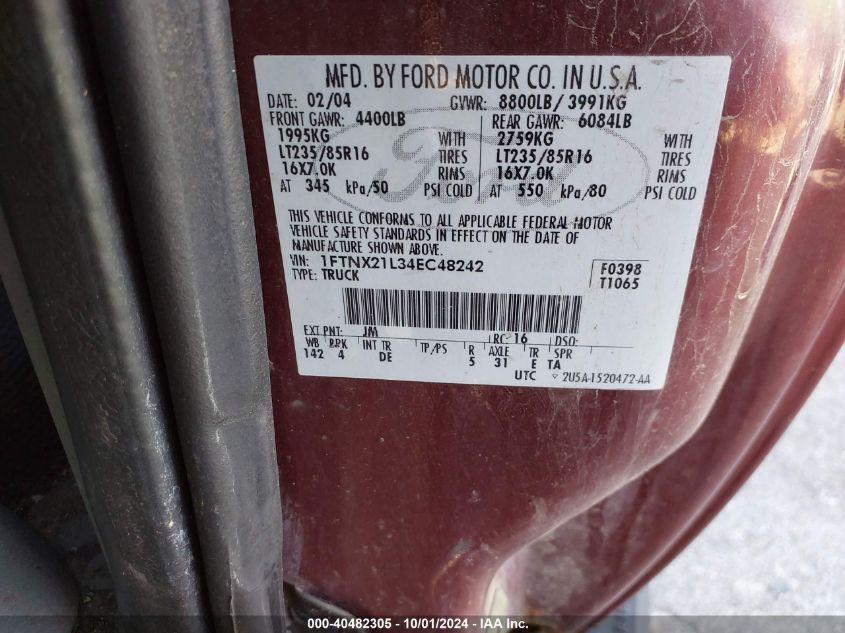 MFD. BY FORD MOTOR CO. IN U.S.A.
DATE: 02/04 GVWR: 8800LB/ 3991KG
FRONT GAWR: 4400LB REAR GAWR: 6084LB
1995KG WITH 2759KG WITH
LT235/85R16 TIRES LT235/85R16 TIRES
16X7.0K RIMS 16X7.0K RIMS
AT 345 kPa/50 PSI COLD AT 550 kPa/80 PSI COLD
Ford
THIS VEHICLE CONFORMS TO ALL APPLICABLE FEDERAL MOTOR
VEHICLE SAFETY STANDARDS IN EFFECT ON THE DATE OF
MANUFACTURE SHOWN ABOVE.
VIN: 1FTNX21L34EC48242 F0398
TYPE: TRUCK T1065
EXT PNT: JM RC: 16 DSO:
WB BRK INT TR TP/PS R AXLE TR SPR
142 4 DE 5 31 E TA
UTC 2U5A-1520472-AA
000-40482305 - 10/01/2024 - IAA Inc.